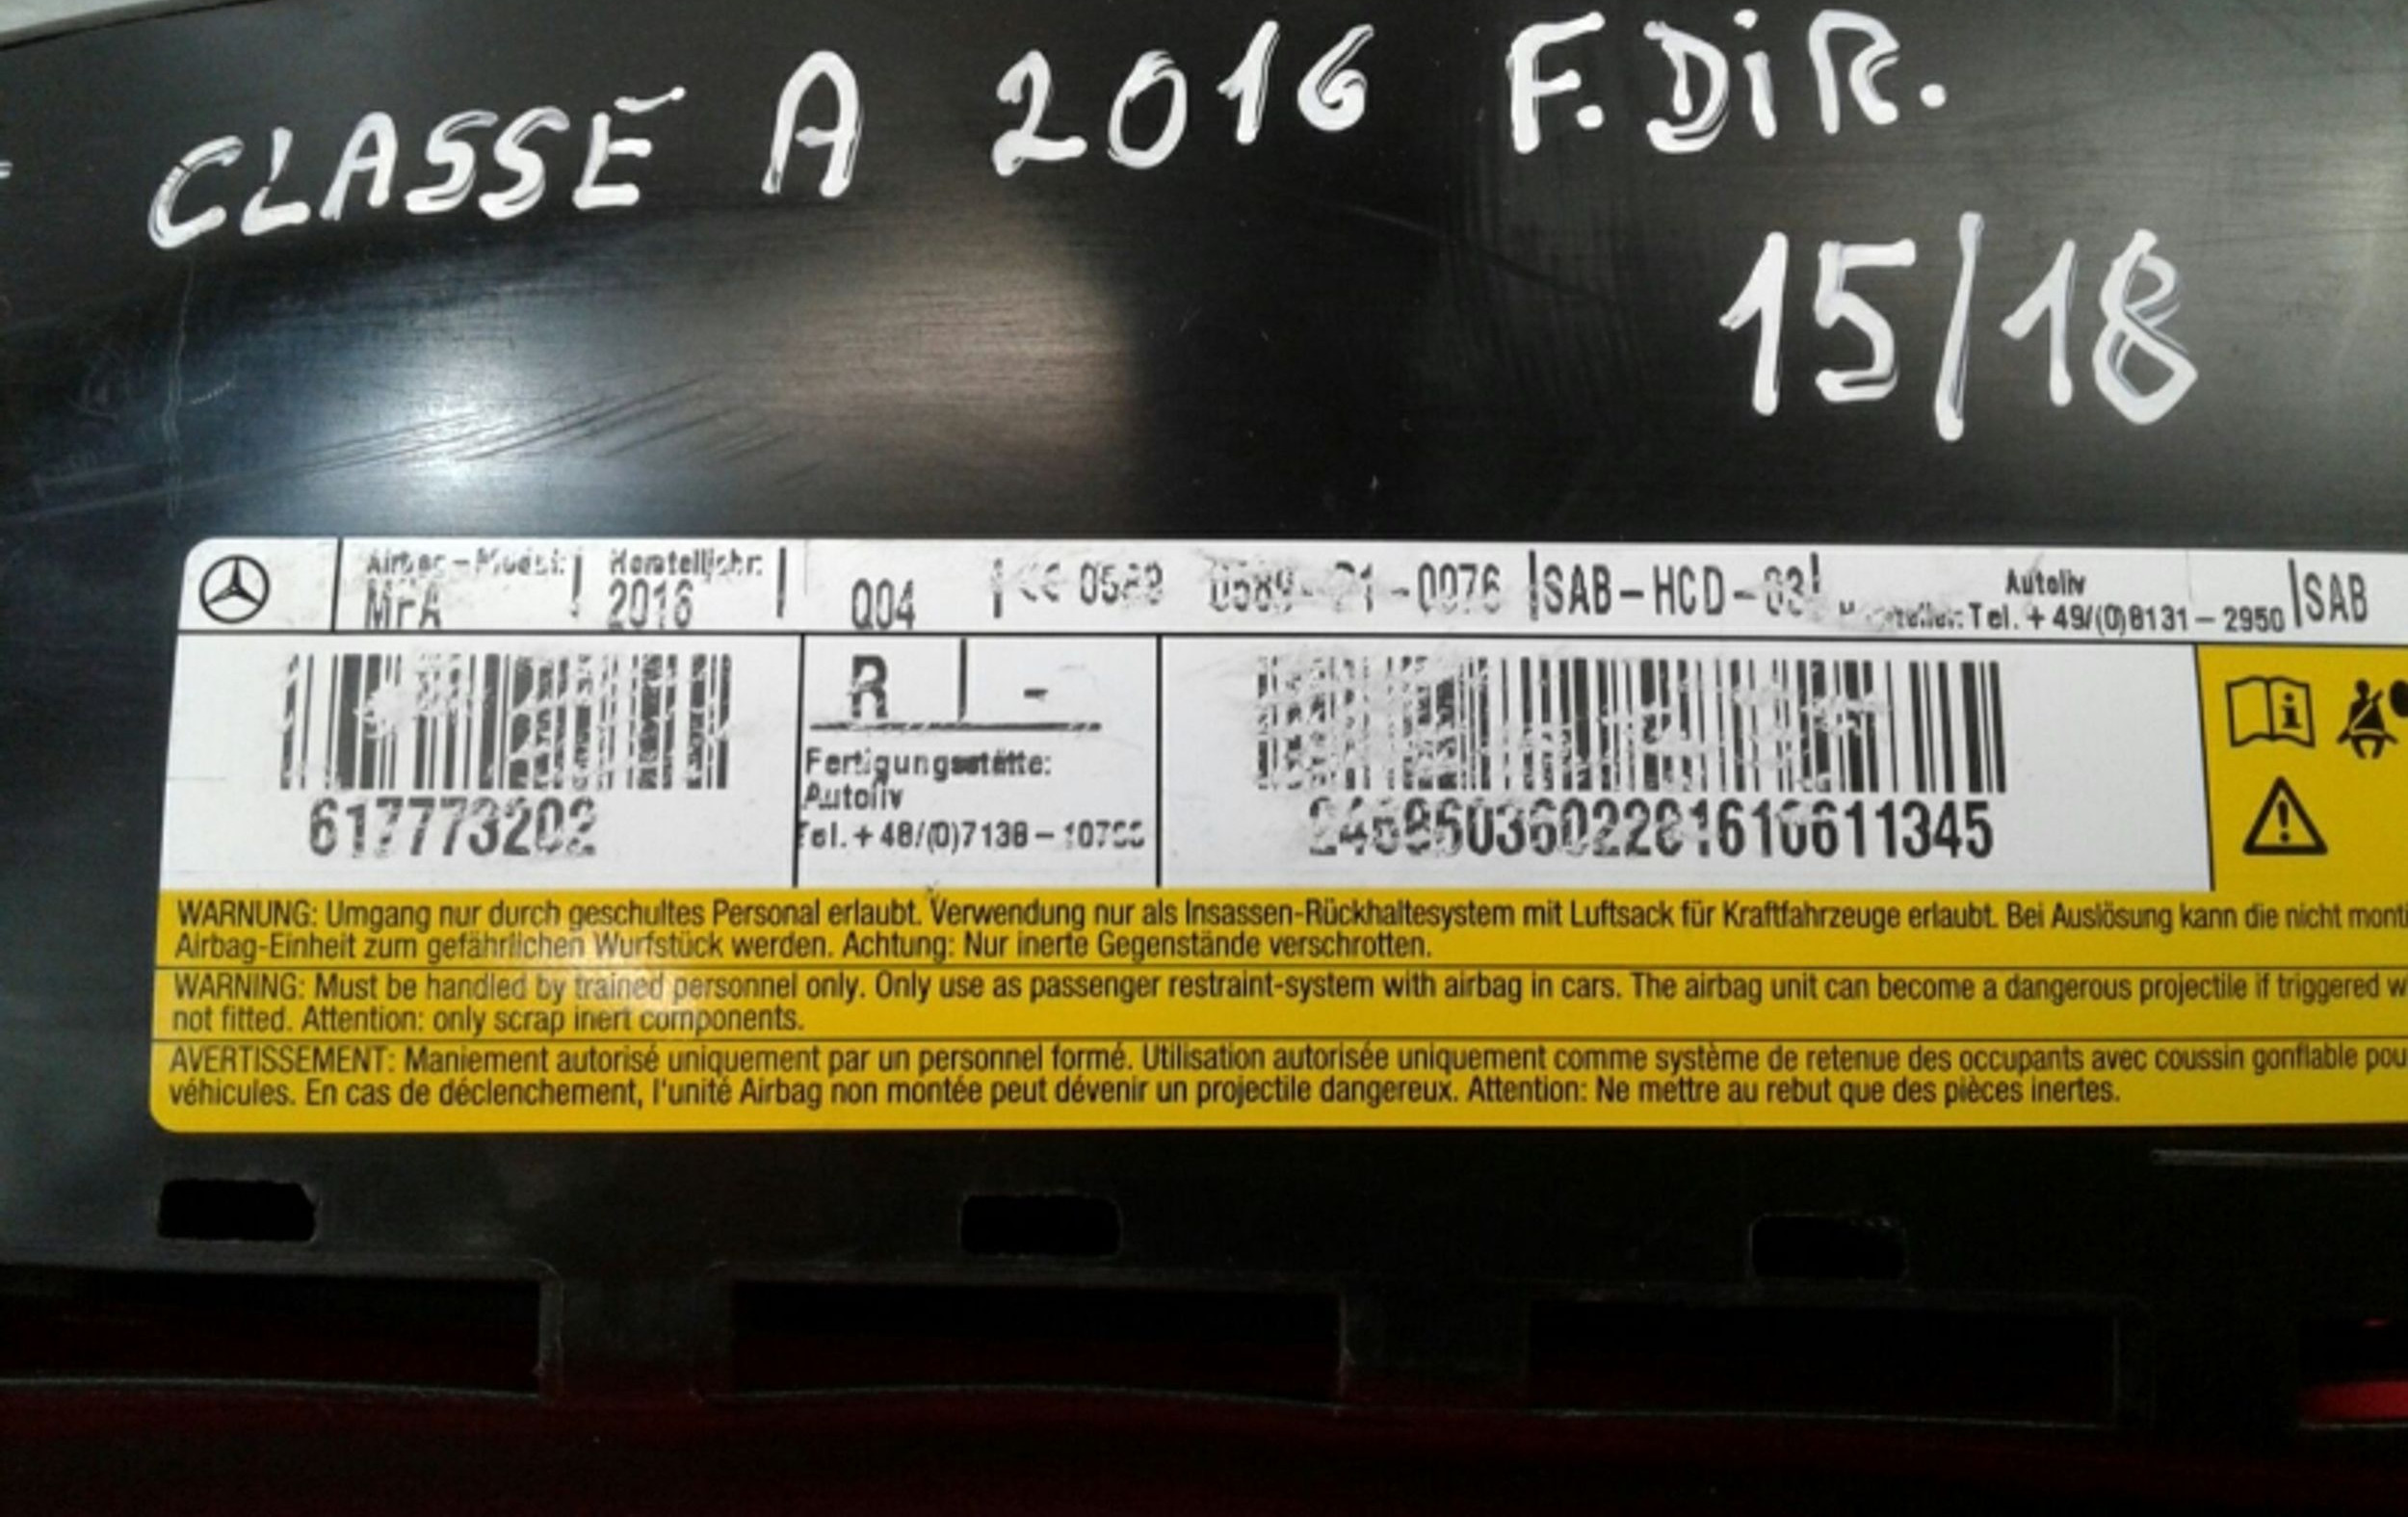 CLASSE A 2016 F. DiR.
15/18
MFA 2016 Q04 SAB-HCD-03 Autoliv SAB
Tel. +49/(0)8131-2950
R -
Fertigungsstätte:
Autoliv
617773202
WARNUNG: Umgang nur durch geschultes Personal erlaubt. Verwendung nur als Insassen-Rückhaltesystem mit Luftsack für Kraftfahrzeuge erlaubt. Bei Auslösung kann die nicht
Airbag-Einheit zum gefährlichen Wurfstück werden. Achtung: Nur inerte Gegenstände verschrotten.
WARNING: Must be handled by trained personnel only. Only use as passenger restraint-system with airbag in cars. The airbag unit can become a dangerous projectile if triggered
not fitted. Attention: only scrap inert components.
AVERTISSEMENT: Maniement autorisé uniquement par un personnel formé. Utilisation autorisée uniquement comme système de retenue des occupants avec coussin gonflable
véhicules. En cas de déclenchement, l'unité Airbag non montée peut dévenir un projectile dangereux. Attention: Ne mettre au rebut que des pièces inertes.